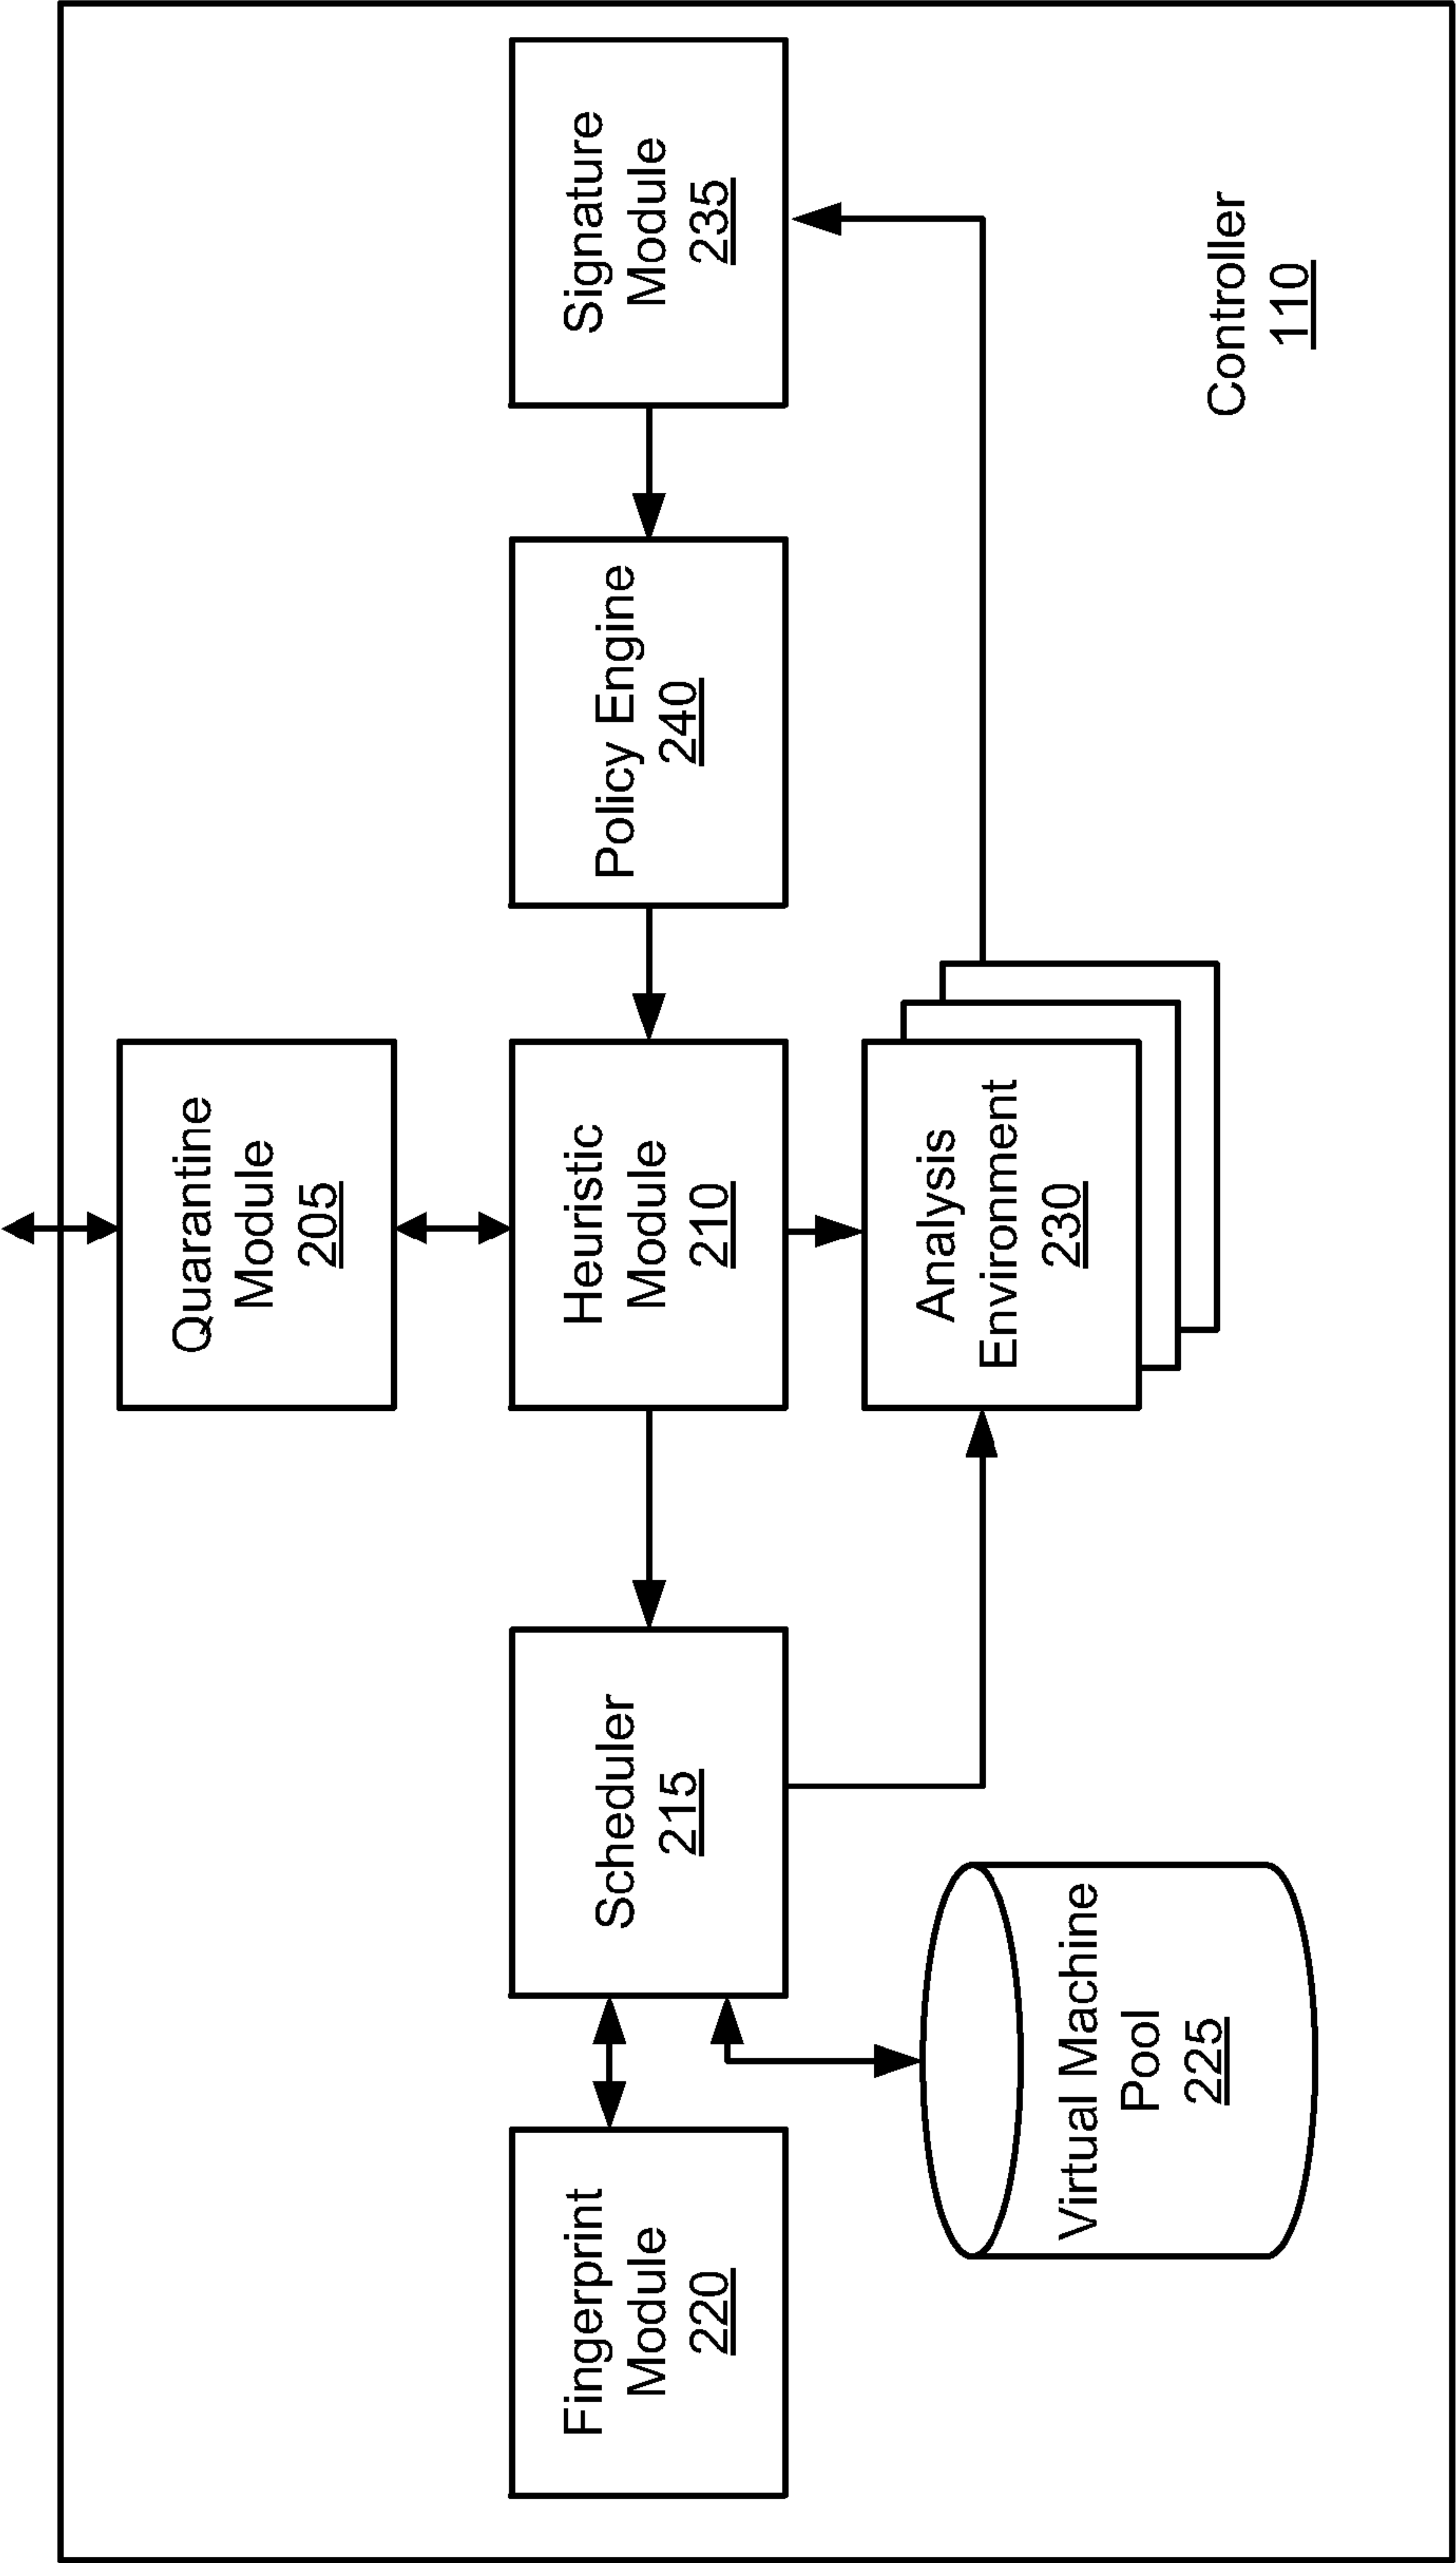 Quarantine
Module
205
Fingerprint
Module
220
Scheduler
215
Heuristic
Module
210
Policy Engine
240
Signature
Module
235
Virtual Machine
Pool
225
Analysis
Environment
230
Controller
110